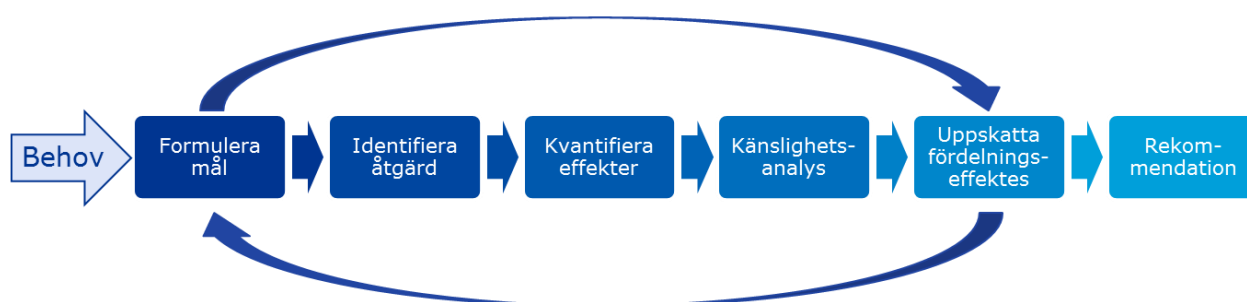 Behov
Formulera
mål
Identifiera
åtgärd
Kvantifiera
effekter
Känslighets-
analys
Uppskatta
fördelnings-
effektes
Rekom-
mendation